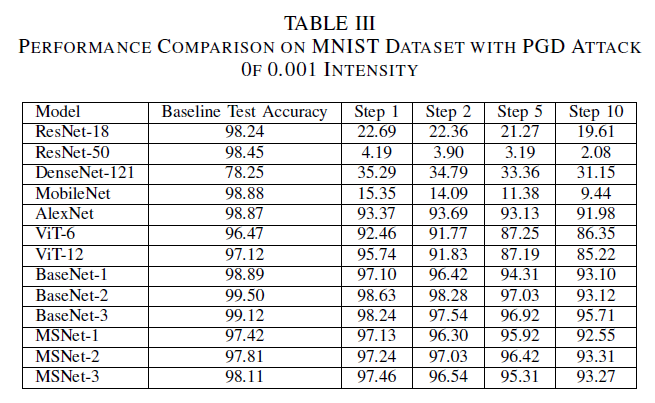 TABLE III
PERFORMANCE COMPARISON ON MNIST DATASET WITH PGD ATTACK
0F 0.001 INTENSITY
Model Baseline Test Accuracy Step 1 Step 2 Step 5 Step 10
ResNet-18 98.24 22.69 22.36 21.27 19.61
ResNet-50 98.45 4.19 3.90 3.19 2.08
DenseNet-121 78.25 35.29 34.79 33.36 31.15
MobileNet 98.88 15.35 14.09 11.38 9.44
AlexNet 98.87 93.37 93.69 93.13 91.98
ViT-6 96.47 92.46 91.77 87.25 86.35
ViT-12 97.12 95.74 91.83 87.19 85.22
BaseNet-1 98.89 97.10 96.42 94.31 93.10
BaseNet-2 99.50 98.63 98.28 97.03 93.12
BaseNet-3 99.12 98.24 97.54 96.92 95.71
MSNet-1 97.42 97.13 96.30 95.92 92.55
MSNet-2 97.81 97.24 97.03 96.42 93.31
MSNet-3 98.11 97.46 96.54 95.31 93.27